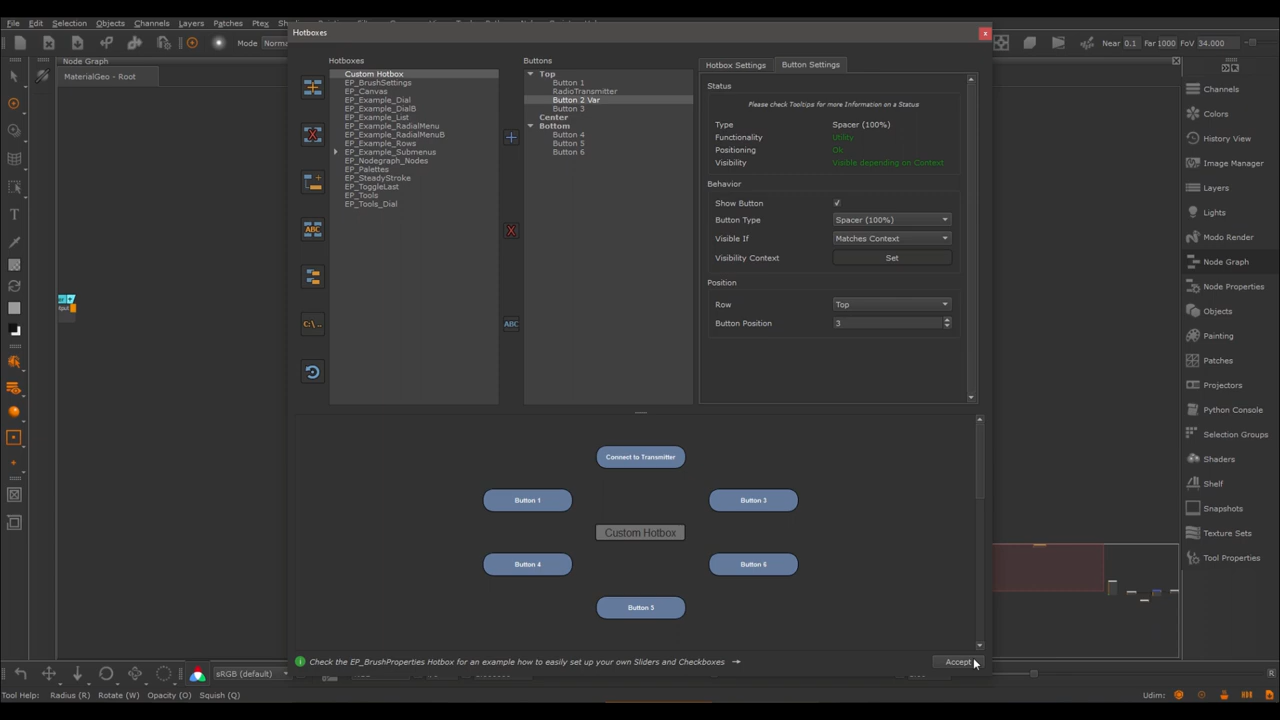 File Edit Selection Objects Channels Layers Patches Ptex
Hotboxes
Mode
Near 0.1 Far 1000 FoV 34.000
Node Graph
MaterialGeo - Root
Hotboxes
Custom Hotbox
EP_BrushSettings
EP_Canvas
EP_Example_Dial
EP_Example_DialB
EP_Example_List
EP_Example_RadialMenu
EP_Example_RadialMenuB
EP_Example_Rows
EP_Example_Submenus
EP_Nodegraph_Nodes
EP_Palettes
EP_SteadyStroke
EP_ToggleLast
EP_Tools
EP_Tools_Dial
ABC
C:\ ..
Buttons
Top
Button 1
RadioTransmitter
Button 2 Var
Button 3
Center
Bottom
Button 4
Button 5
Button 6
X
ABC
Hotbox Settings Button Settings
Status
Please check Tooltips for more Information on a Status
Type Spacer (100%)
Functionality Utility
Positioning Ok
Visibility Visible depending on Context
Behavior
Show Button
Button Type Spacer (100%)
Visible If Matches Context
Visibility Context Set
Position
Row Top
Button Position 3
Connect to Transmitter
Button 1 Button 3
Custom Hotbox
Button 4 Button 6
Button 5
Check the EP_BrushProperties Hotbox for an example how to easily set up your own Sliders and Checkboxes
Accept
Channels
Colors
History View
Image Manager
Layers
Lights
Modo Render
Node Graph
Node Properties
Objects
Painting
Patches
Projectors
Python Console
Selection Groups
Shaders
Shelf
Snapshots
Texture Sets
Tool Properties
sRGB (default)
R
Tool Help: Radius (R) Rotate (W) Opacity (O) Squish (Q)
Udim: